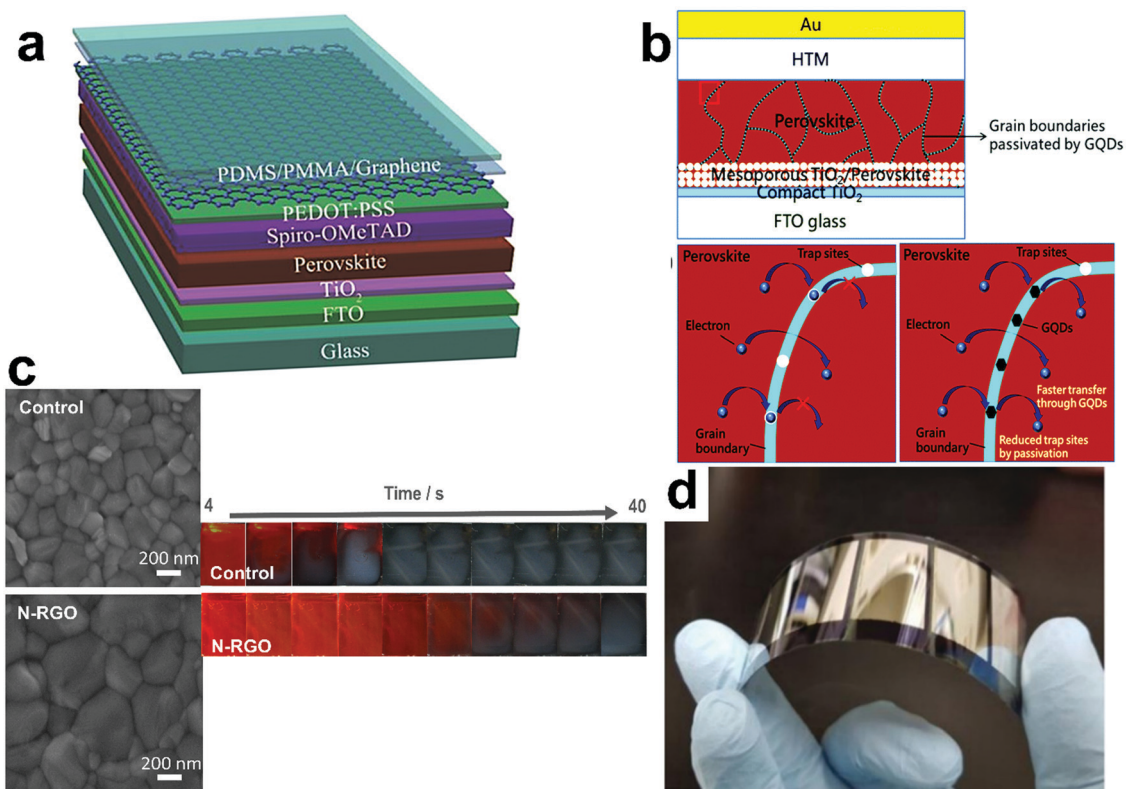 a
PDMS/PMMA/Graphene
PEDOT:PSS
Spiro-OMeTAD
Perovskite
TiO₂
FTO
Glass
b
Au
HTM
Perovskite
Mesoporous TiO₂/Perovskite
Compact TiO₂
FTO glass
Grain boundaries
passivated by GQDs
Perovskite
Trap sites
Electron
Grain
boundary
Perovskite
Trap sites
Electron
GQDs
Faster transfer
through GQDs
Grain
boundary
Reduced trap sites
by passivation
c
Control
200 nm
N-RGO
200 nm
Time / s
4
40
Control
N-RGO
d